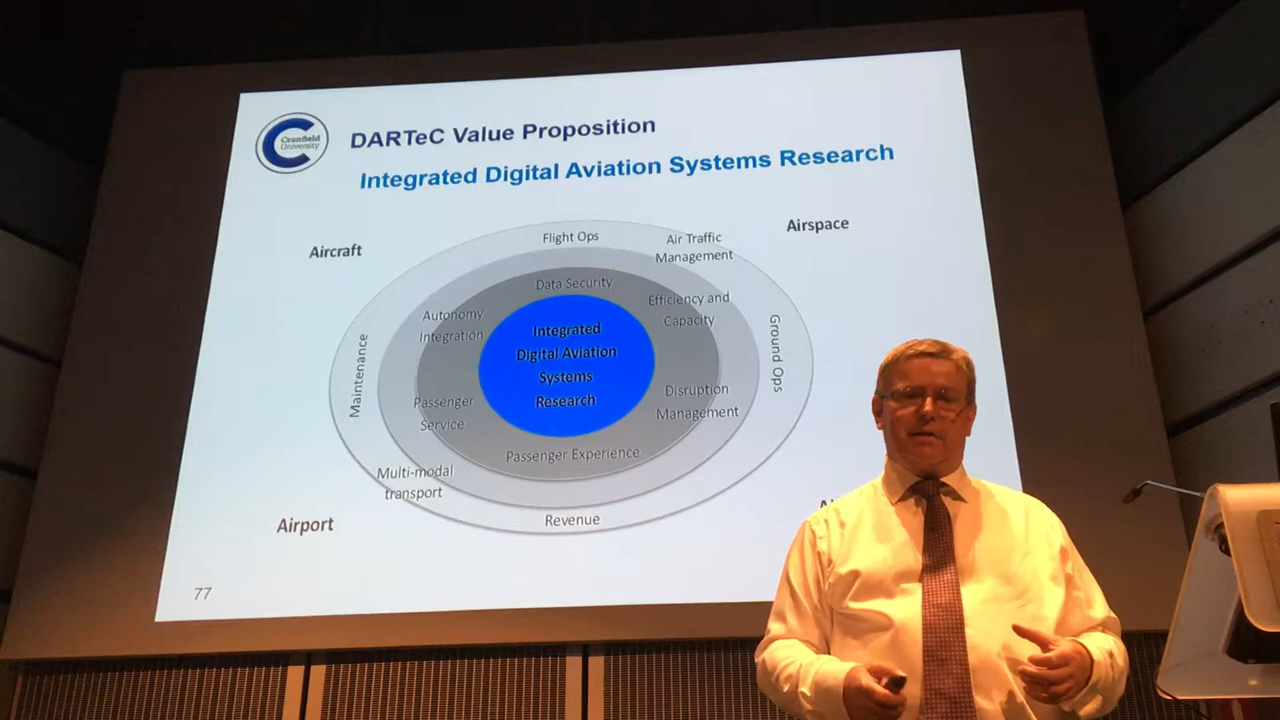 Cranfield
University
DARTeC Value Proposition
Integrated Digital Aviation Systems Research
Aircraft
Airspace
Flight Ops
Air Traffic
Management
Data Security
Autonomy
Integration
Efficiency and
Capacity
Integrated
Digital Aviation
Systems
Research
Maintenance
Ground Ops
Passenger
Service
Disruption
Management
Passenger Experience
Multi-modal
transport
Revenue
Airport
77